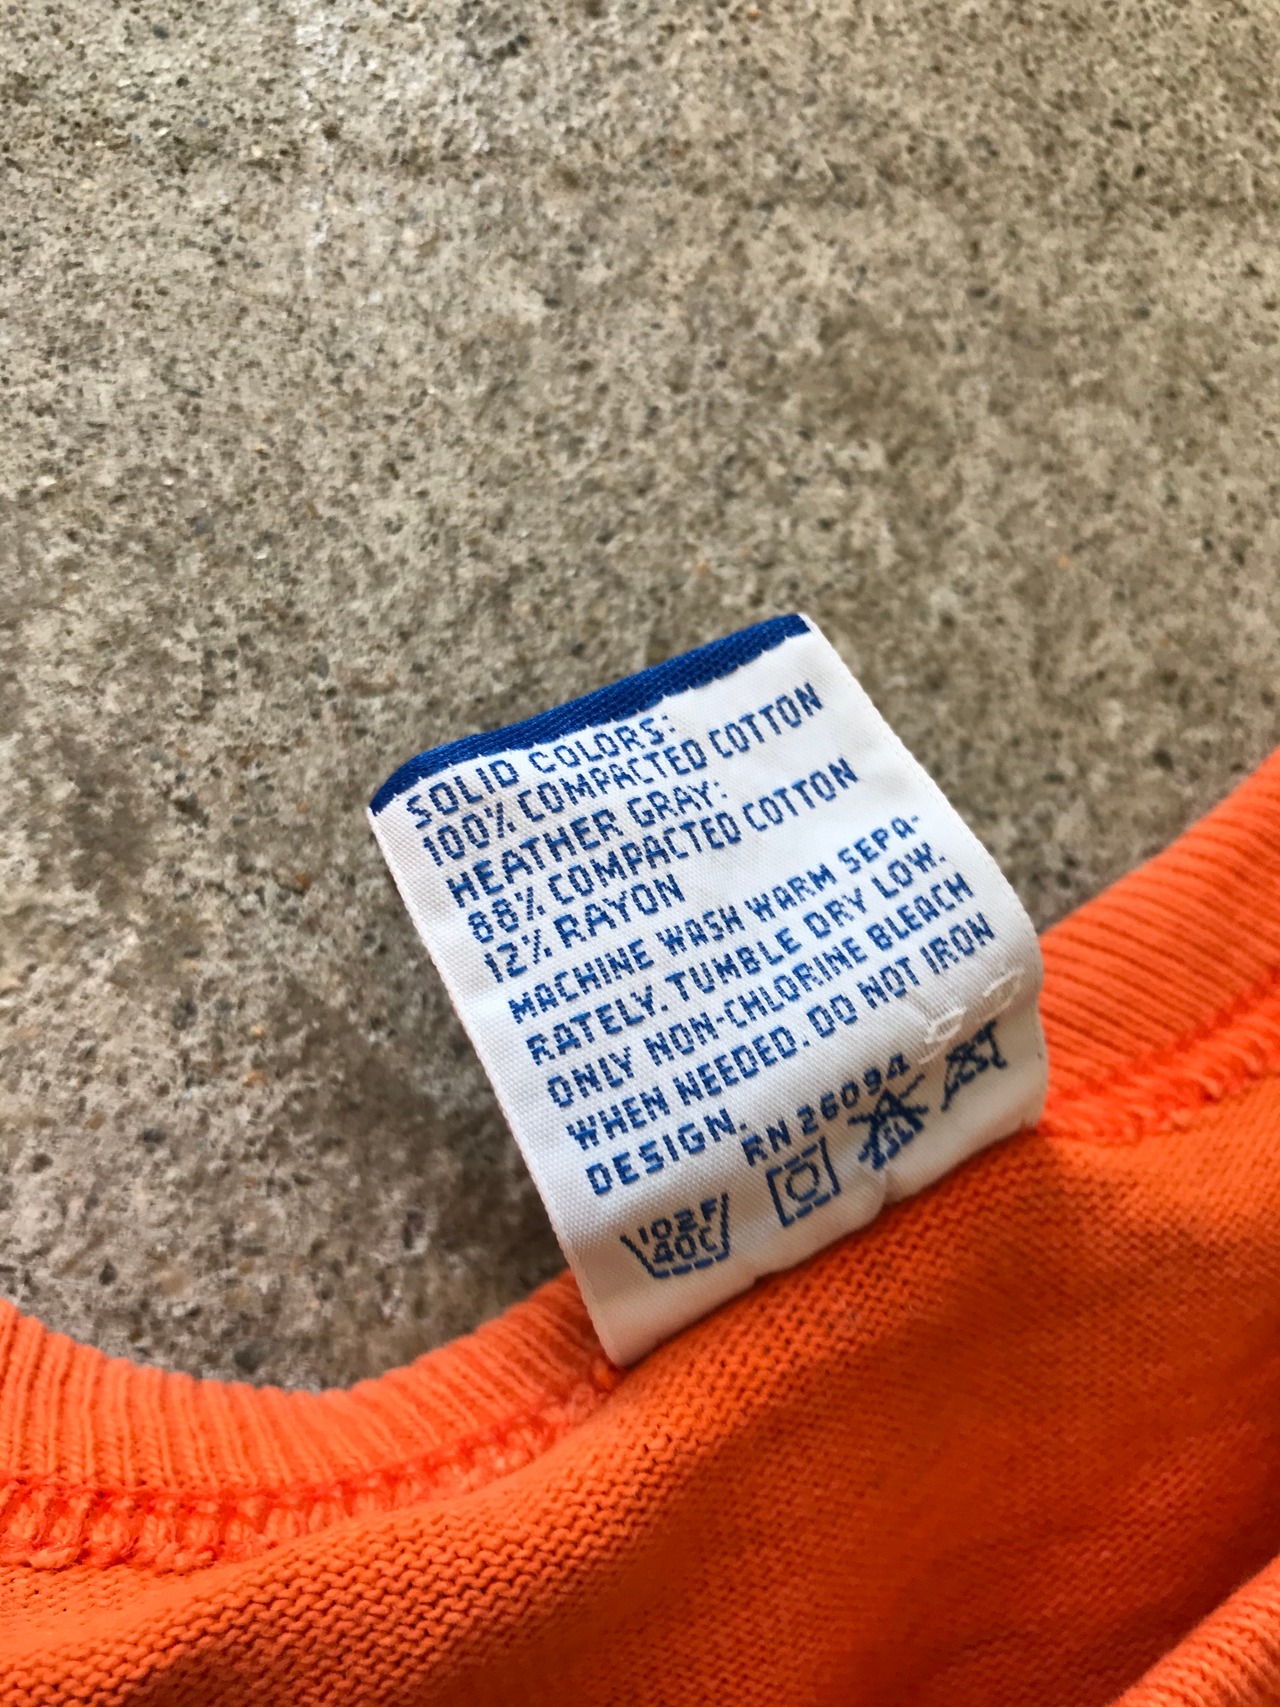 SOLID COLORS:
100% COMPACTED COTTON
HEATHER GRAY:
88% COMPACTED COTTON
12% RAYON
MACHINE WASH WARM SEPA-
RATELY. TUMBLE DRY LOW.
ONLY NON-CHLORINE BLEACH
WHEN NEEDED. DO NOT IRON
DESIGN.
RN 26094
102F
40C